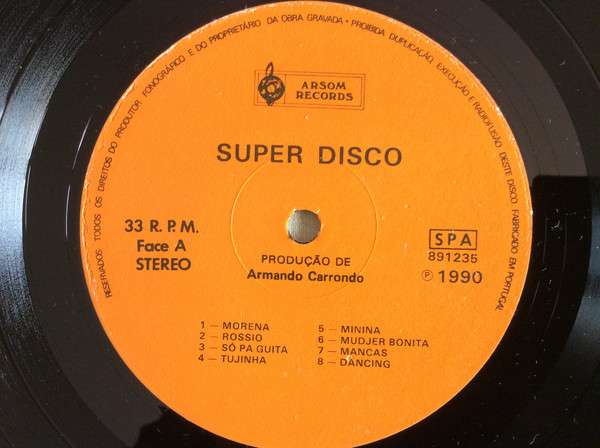 RESERVADOS TODOS OS DIREITOS DO PRODUTOR FONOGRÁFICO E DO PROPRIETÁRIO DA OBRA GRAVADA • PROIBIDA DUPLICAÇÃO, EXECUÇÃO E RADIOFUSÃO DESTE DISCO FABRICADO EM PORTUGAL
ARSOM
RECORDS
SUPER DISCO
33 R. P. M.
Face A
STEREO
PRODUÇÃO DE
Armando Carrondo
SPA
891235
℗ 1990
1 — MORENA
2 — ROSSIO
3 — SÓ PA GUITA
4 — TUJINHA
5 — MININA
6 — MUDJER BONITA
7 — MANCAS
8 — DANCING